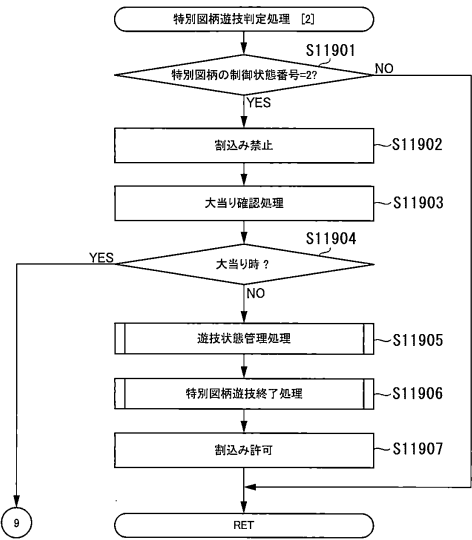 特別図柄遊技判定処理 [2]
S11901
特別図柄の制御状態番号=2?
NO
YES
割込み禁止
S11902
大当り確認処理
S11903
S11904
YES
大当り時？
NO
遊技状態管理処理
S11905
特別図柄遊技終了処理
S11906
割込み許可
S11907
9
RET